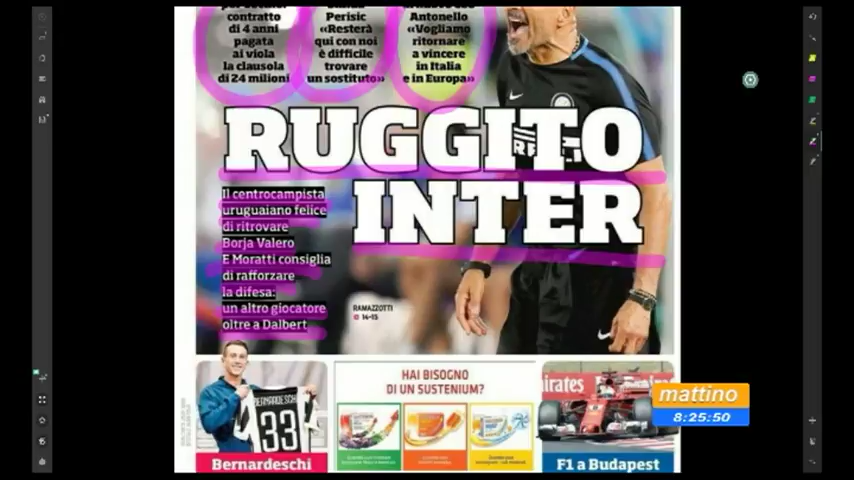 contratto
di 4 anni
pagata
ai viola
la clausola
di 24 milioni
Perisic
«Resterà
qui con noi
è difficile
trovare
un sostituto»
Antonello
«Vogliamo
ritornare
a vincere
in Italia
e in Europa»
RUGGITO
INTER
Il centrocampista
uruguaiano felice
di ritrovare
Borja Valero
E Moratti consiglia
di rafforzare
la difesa:
un altro giocatore
oltre a Dalbert
RAMAZZOTTI
14-15
BERNARDESCHI
33
Bernardeschi
HAI BISOGNO
DI UN SUSTENIUM?
F1 a Budapest
mattino
8:25:50